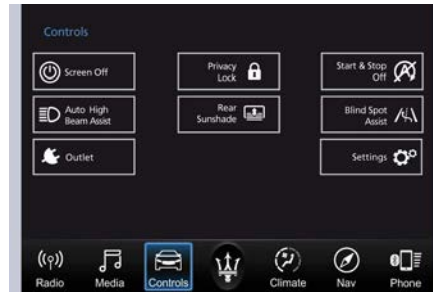 Controls
Screen Off
Privacy
Lock
Start & Stop
Off
Auto High
Beam Assist
Rear
Sunshade
Blind Spot
Assist
Outlet
Settings
Radio Media Controls Climate Nav Phone